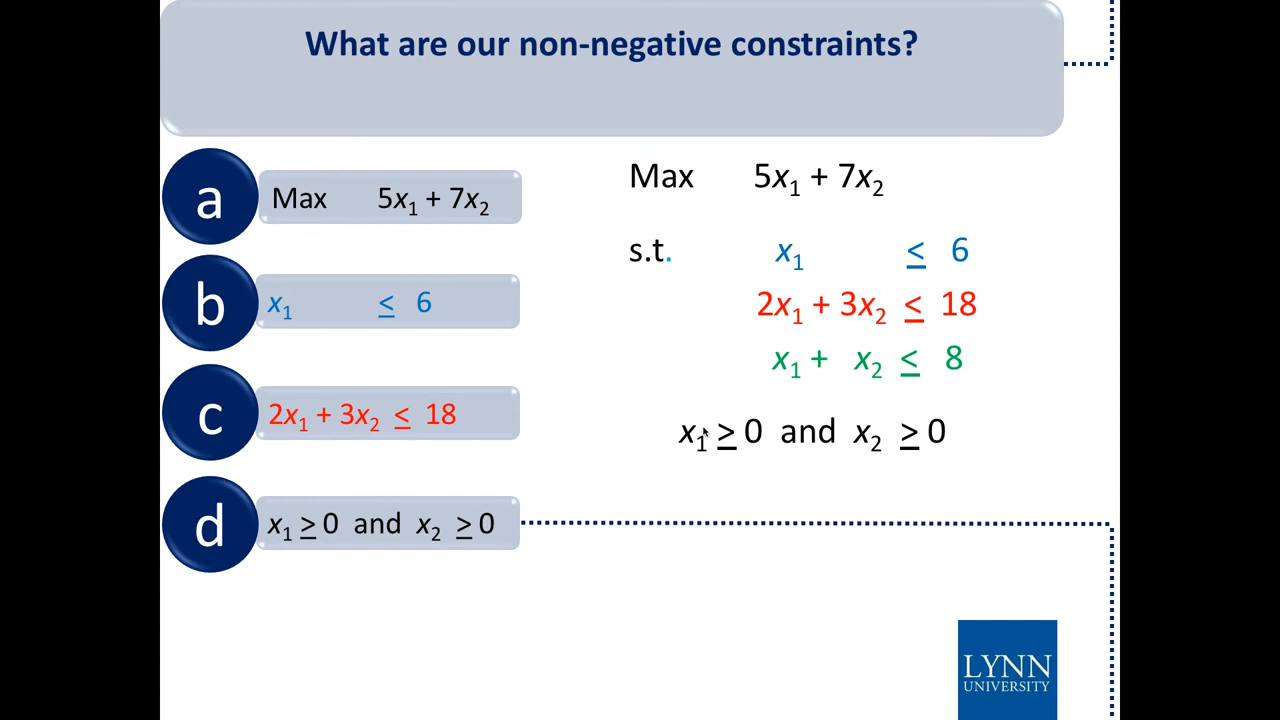 What are our non-negative constraints?
a
Max 5x₁ + 7x₂
b
x₁ ≤ 6
c
2x₁ + 3x₂ ≤ 18
d
x₁ ≥ 0 and x₂ ≥ 0
Max 5x₁ + 7x₂
s.t. x₁ ≤ 6
2x₁ + 3x₂ ≤ 18
x₁ + x₂ ≤ 8
x₁ ≥ 0 and x₂ ≥ 0
LYNN
UNIVERSITY